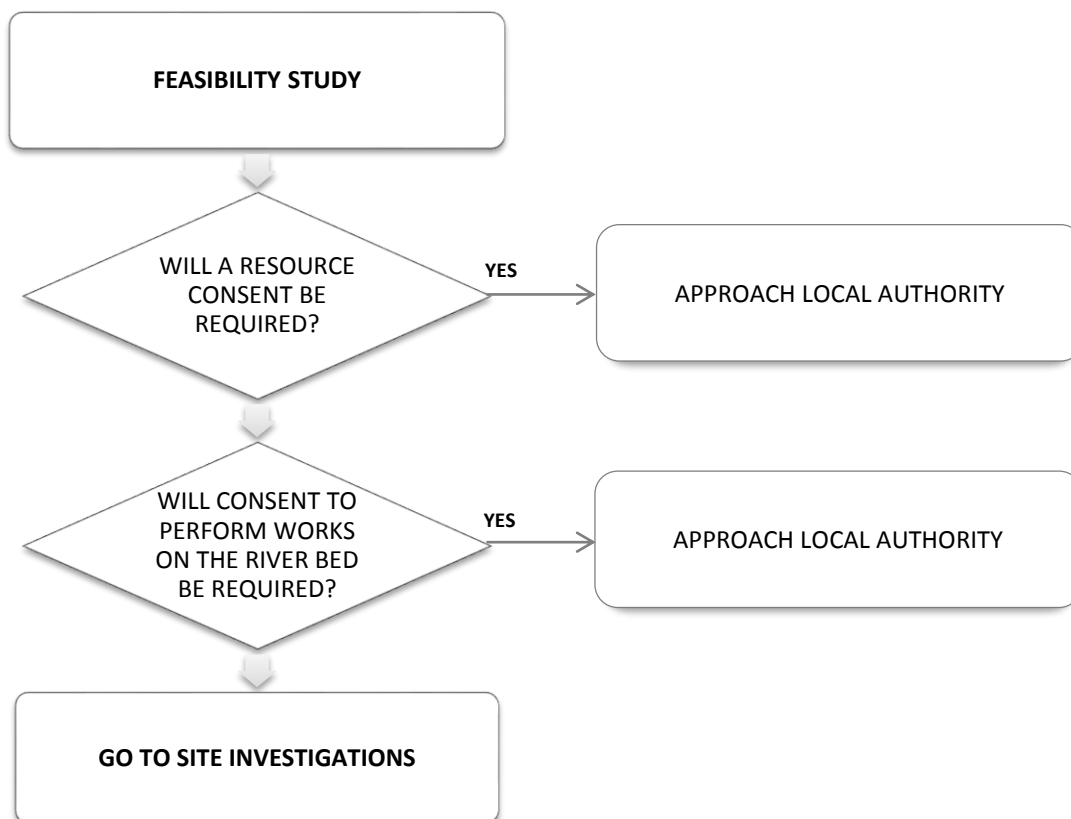 FEASIBILITY STUDY
WILL A RESOURCE
CONSENT BE
REQUIRED?
YES
APPROACH LOCAL AUTHORITY
WILL CONSENT TO
PERFORM WORKS
ON THE RIVER BED
BE REQUIRED?
YES
APPROACH LOCAL AUTHORITY
GO TO SITE INVESTIGATIONS